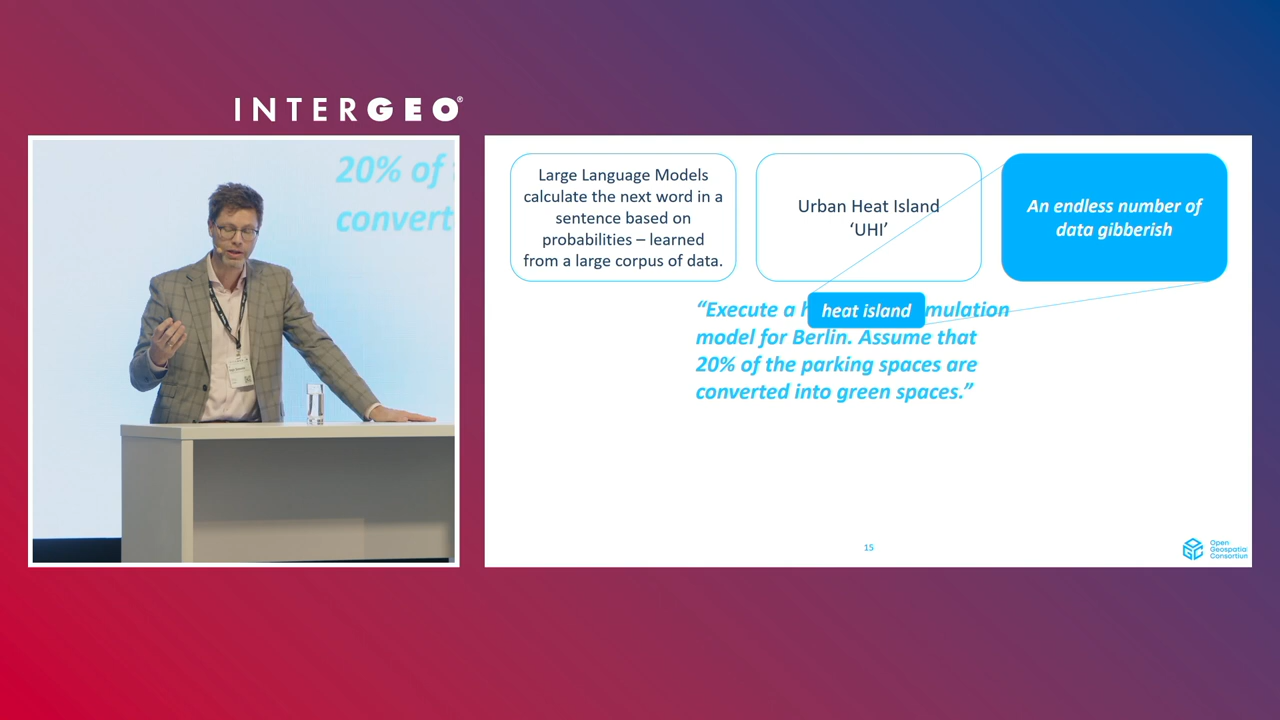 INTERGEO®
20% of
convert
Large Language Models
calculate the next word in a
sentence based on
probabilities – learned
from a large corpus of data.
Urban Heat Island
‘UHI’
An endless number of
data gibberish
“Execute a h heat island mulation
model for Berlin. Assume that
20% of the parking spaces are
converted into green spaces.”
15
Open
Geospatial
Consortium